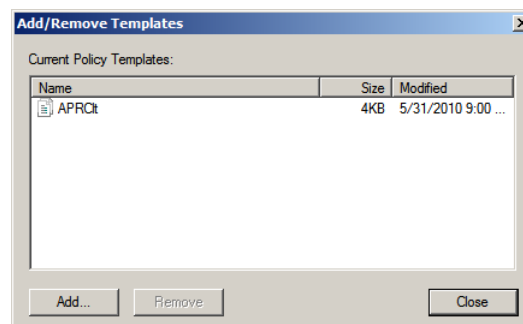 Add/Remove Templates
Current Policy Templates:
Name Size Modified
APRClt 4KB 5/31/2010 9:00 ...
Add... Remove Close